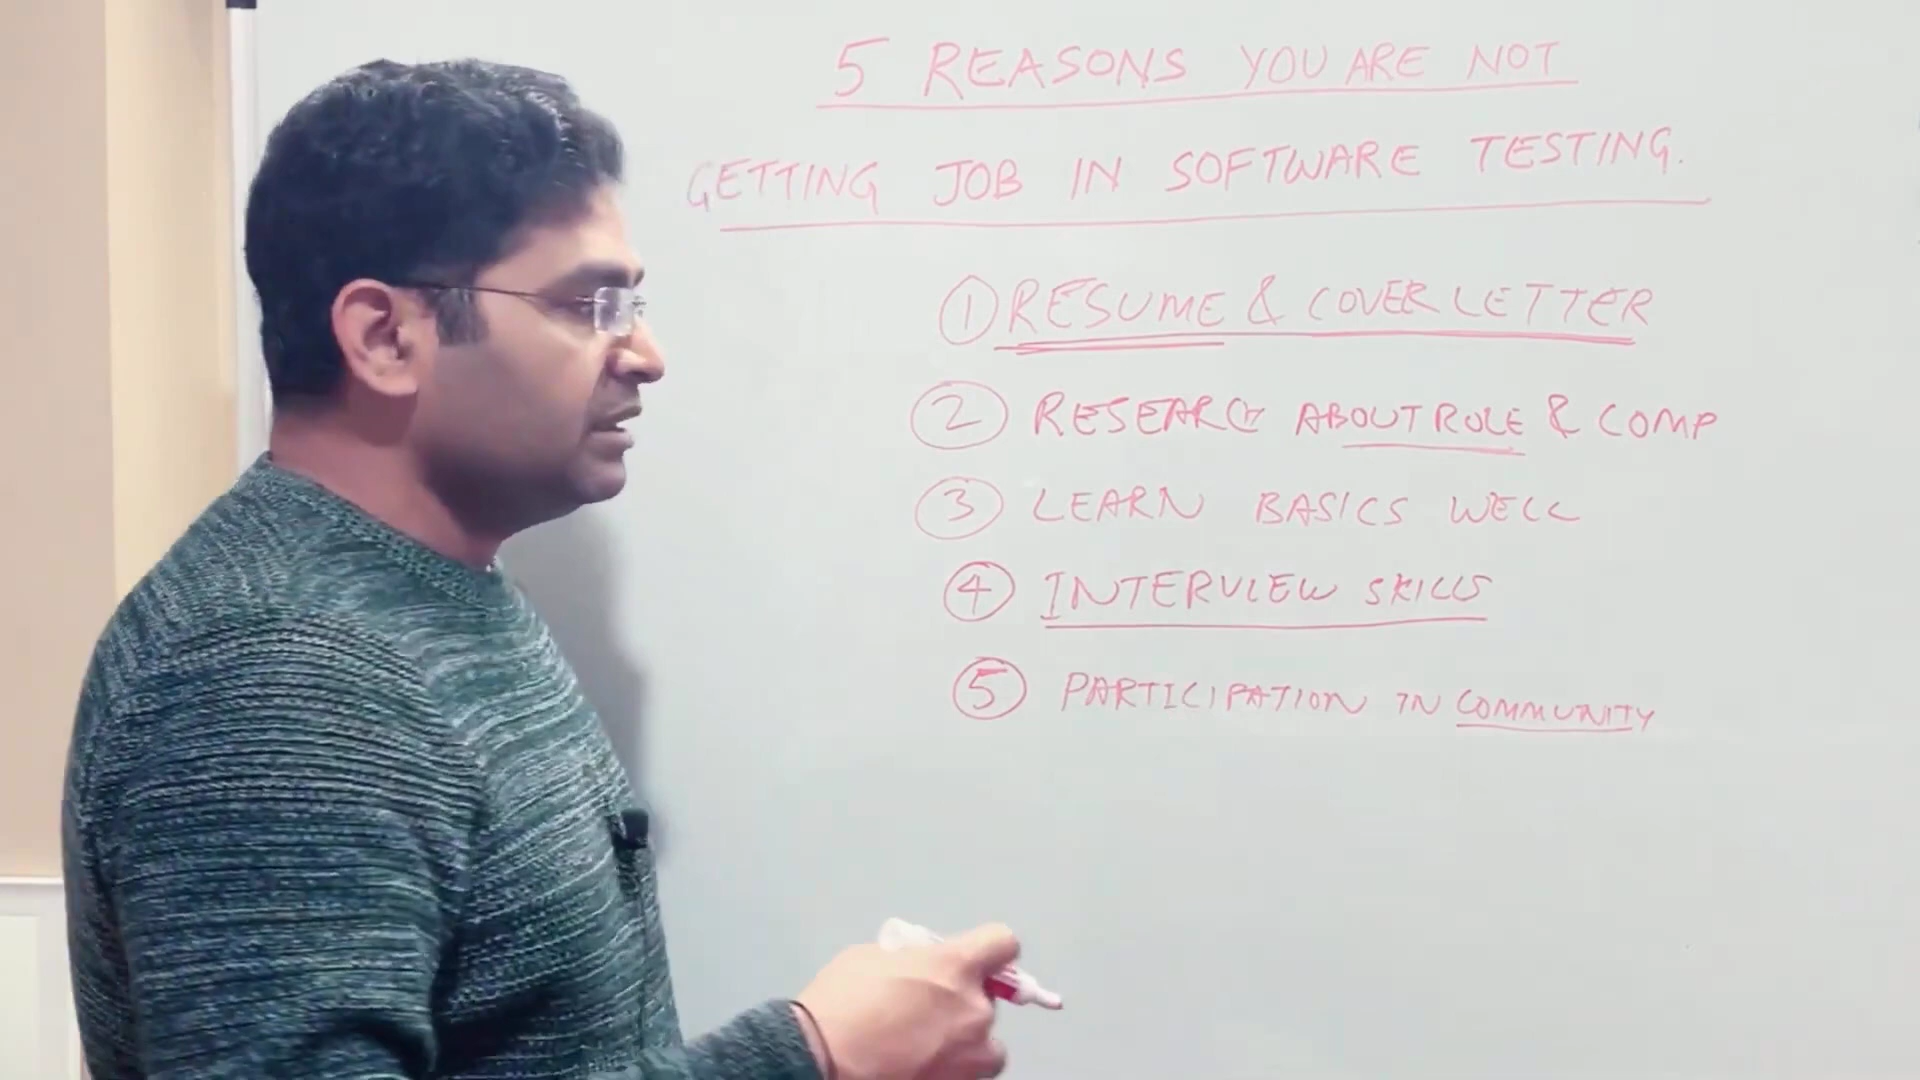 5 REASONS YOU ARE NOT
GETTING JOB IN SOFTWARE TESTING.
1 RESUME & COVER LETTER
2 RESEARCH ABOUT ROLE & COMP
3 LEARN BASICS WELL
4 INTERVIEW SKILLS
5 PARTICIPATION IN COMMUNITY